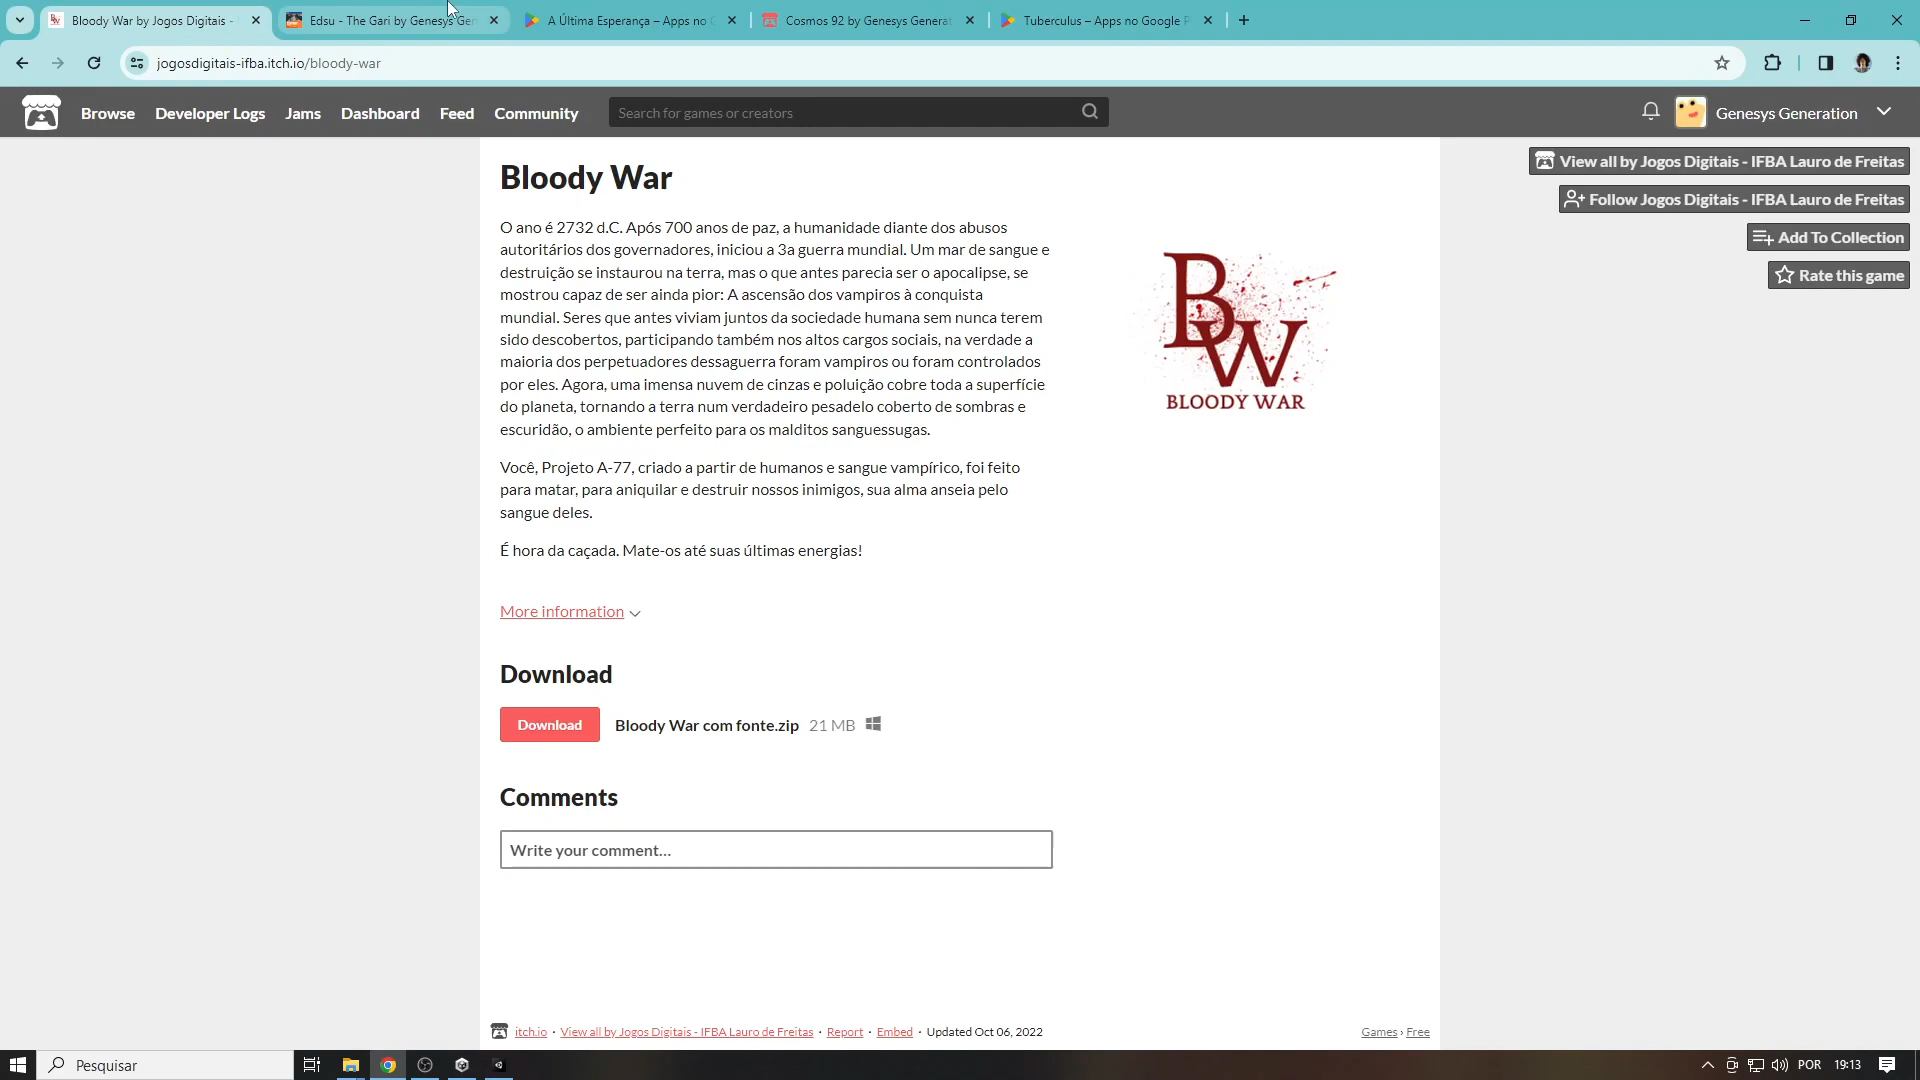 Bloody War by Jogos Digitais -
Edsu - The Gari by Genesys Gen
A Última Esperança – Apps no G
Cosmos 92 by Genesys Generat
Tuberculus – Apps no Google P
jogosdigitais-ifba.itch.io/bloody-war
Browse
Developer Logs
Jams
Dashboard
Feed
Community
Search for games or creators
Genesys Generation
View all by Jogos Digitais - IFBA Lauro de Freitas
Follow Jogos Digitais - IFBA Lauro de Freitas
Add To Collection
Rate this game
Bloody War
O ano é 2732 d.C. Após 700 anos de paz, a humanidade diante dos abusos
autoritários dos governadores, iniciou a 3a guerra mundial. Um mar de sangue e
destruição se instaurou na terra, mas o que antes parecia ser o apocalipse, se
mostrou capaz de ser ainda pior: A ascensão dos vampiros à conquista
mundial. Seres que antes viviam juntos da sociedade humana sem nunca terem
sido descobertos, participando também nos altos cargos sociais, na verdade a
maioria dos perpetuadores dessaguerra foram vampiros ou foram controlados
por eles. Agora, uma imensa nuvem de cinzas e poluição cobre toda a superfície
do planeta, tornando a terra num verdadeiro pesadelo coberto de sombras e
escuridão, o ambiente perfeito para os malditos sanguessugas.
Você, Projeto A-77, criado a partir de humanos e sangue vampírico, foi feito
para matar, para aniquilar e destruir nossos inimigos, sua alma anseia pelo
sangue deles.
É hora da caçada. Mate-os até suas últimas energias!
BW
BLOODY WAR
More information
Download
Download
Bloody War com fonte.zip 21 MB
Comments
Write your comment...
itch.io · View all by Jogos Digitais - IFBA Lauro de Freitas · Report · Embed · Updated Oct 06, 2022
Games › Free
Pesquisar
POR
19:13